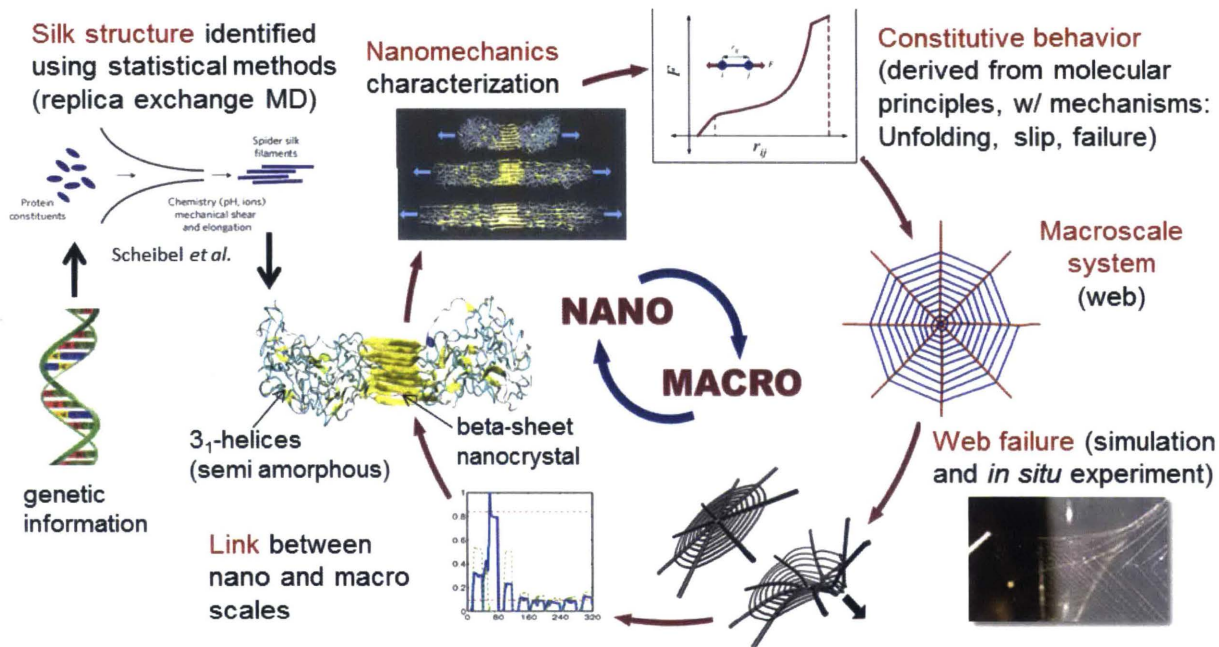 Silk structure identified
using statistical methods
(replica exchange MD)
Spider silk
filaments
Protein
constituents
Chemistry (pH, ions)
mechanical shear
and elongation
Scheibel et al.
genetic
information
3₁-helices
(semi amorphous)
beta-sheet
nanocrystal
Nanomechanics
characterization
F
F
r_ij
Constitutive behavior
(derived from molecular
principles, w/ mechanisms:
Unfolding, slip, failure)
NANO
MACRO
Macroscale
system
(web)
Web failure (simulation
and in situ experiment)
Link between
nano and macro
scales
1
0.8
0.6
0.4
0.2
0
0 80 160 240 320